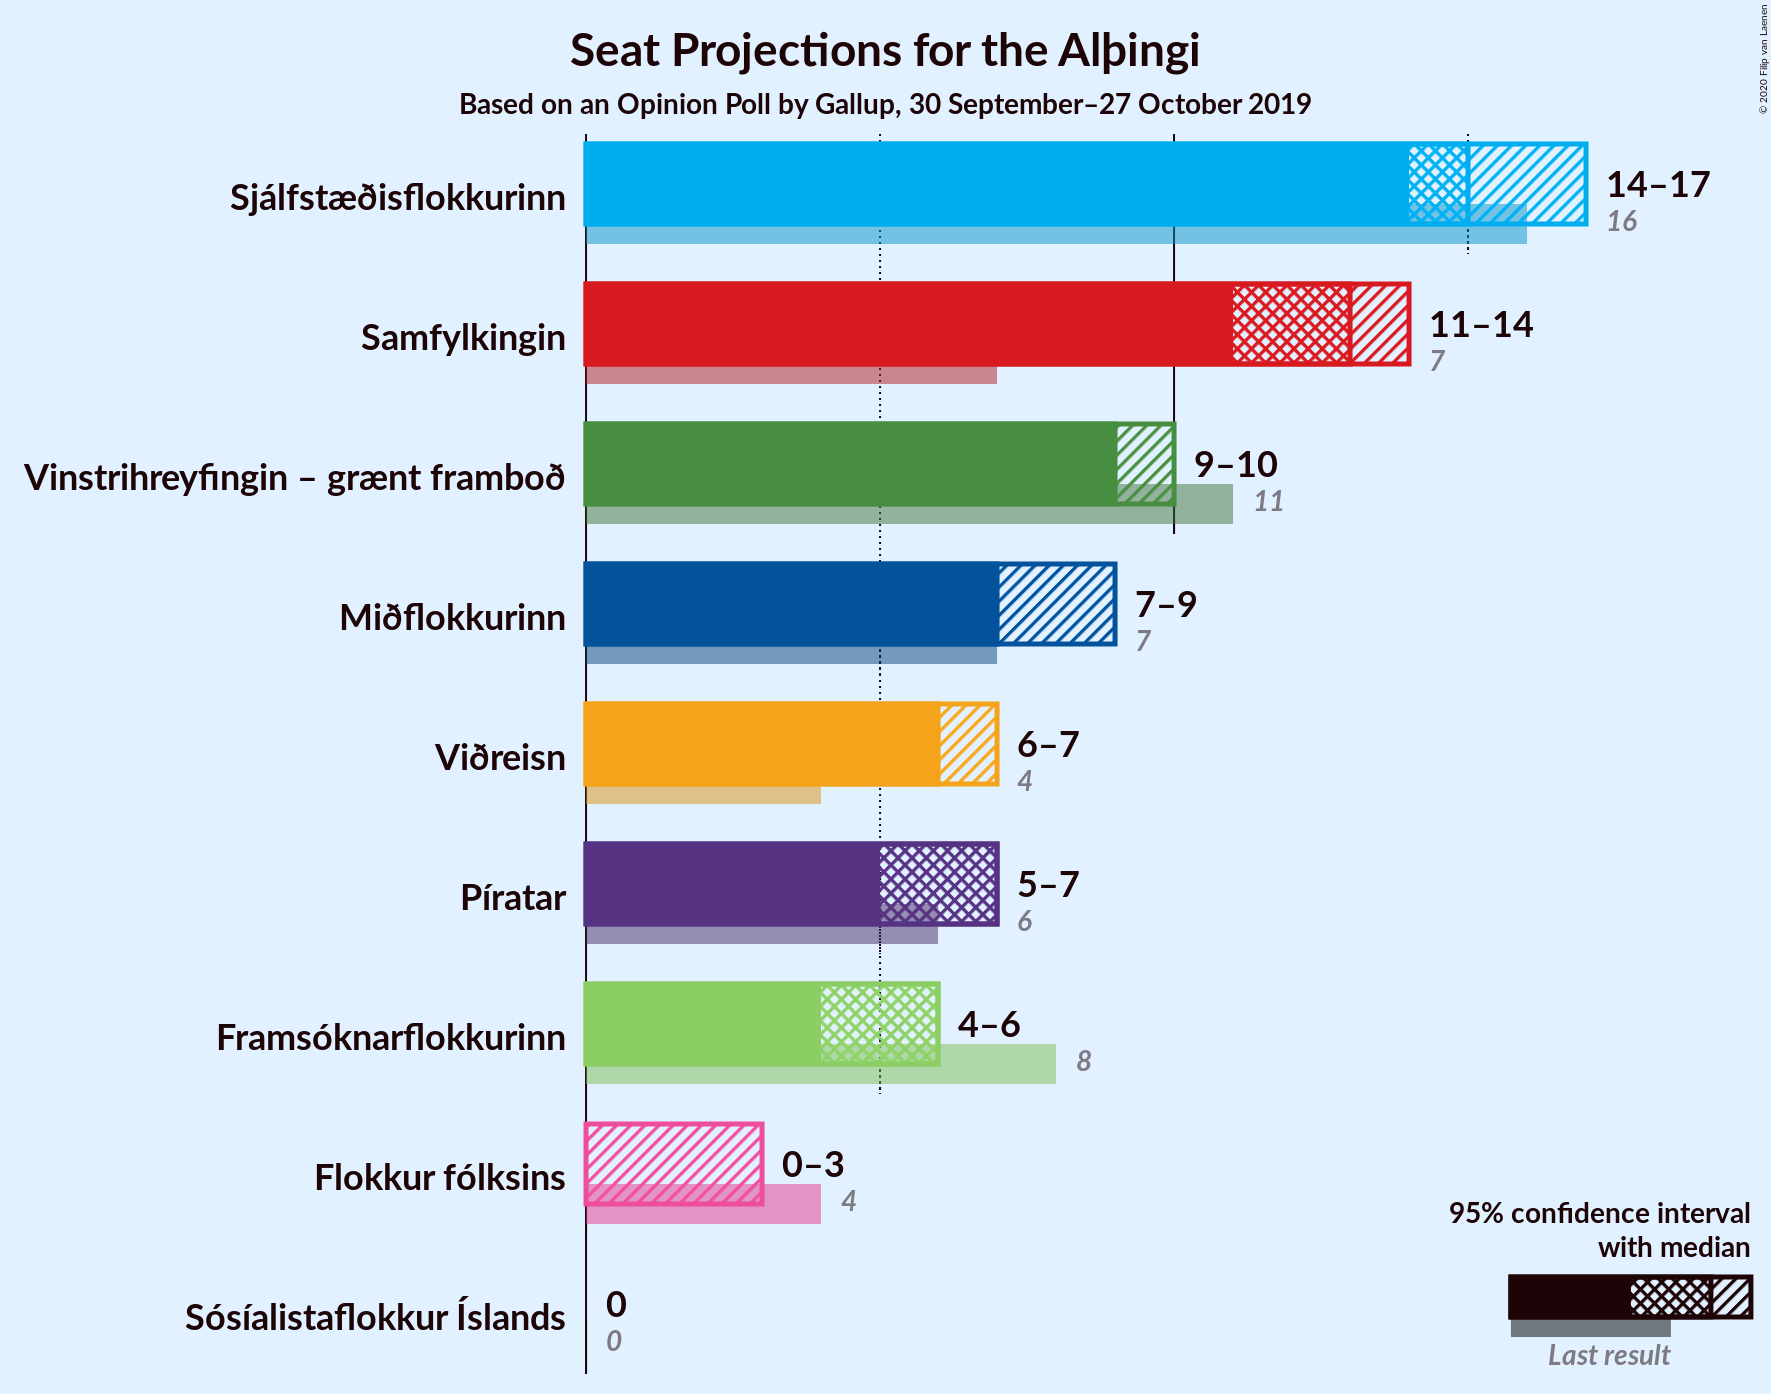 © 2020 Filip van Laenen
Seat Projections for the Alþingi
Based on an Opinion Poll by Gallup, 30 September–27 October 2019
Sjálfstæðisflokkurinn
14–17
16
Samfylkingin
11–14
7
Vinstrihreyfingin – grænt framboð
9–10
11
Miðflokkurinn
7–9
7
Viðreisn
6–7
4
Píratar
5–7
6
Framsóknarflokkurinn
4–6
8
Flokkur fólksins
0–3
4
Sósíalistaflokkur Íslands
0
0
95% confidence interval
with median
Last result